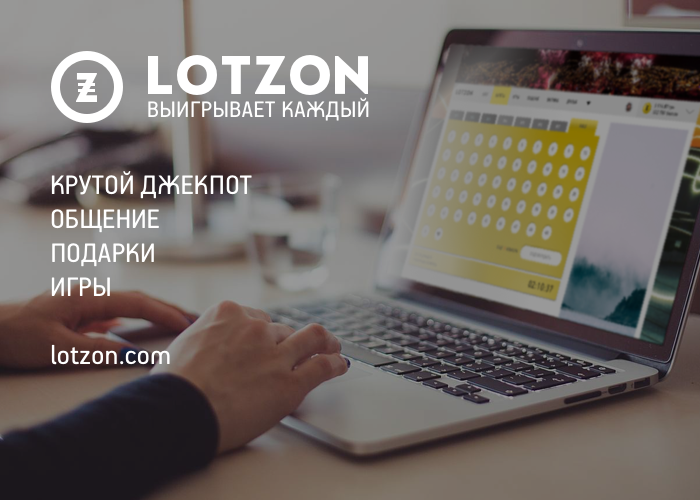 LOTZON
ВЫИГРЫВАЕТ КАЖДЫЙ
КРУТОЙ ДЖЕКПОТ
ОБЩЕНИЕ
ПОДАРКИ
ИГРЫ
lotzon.com